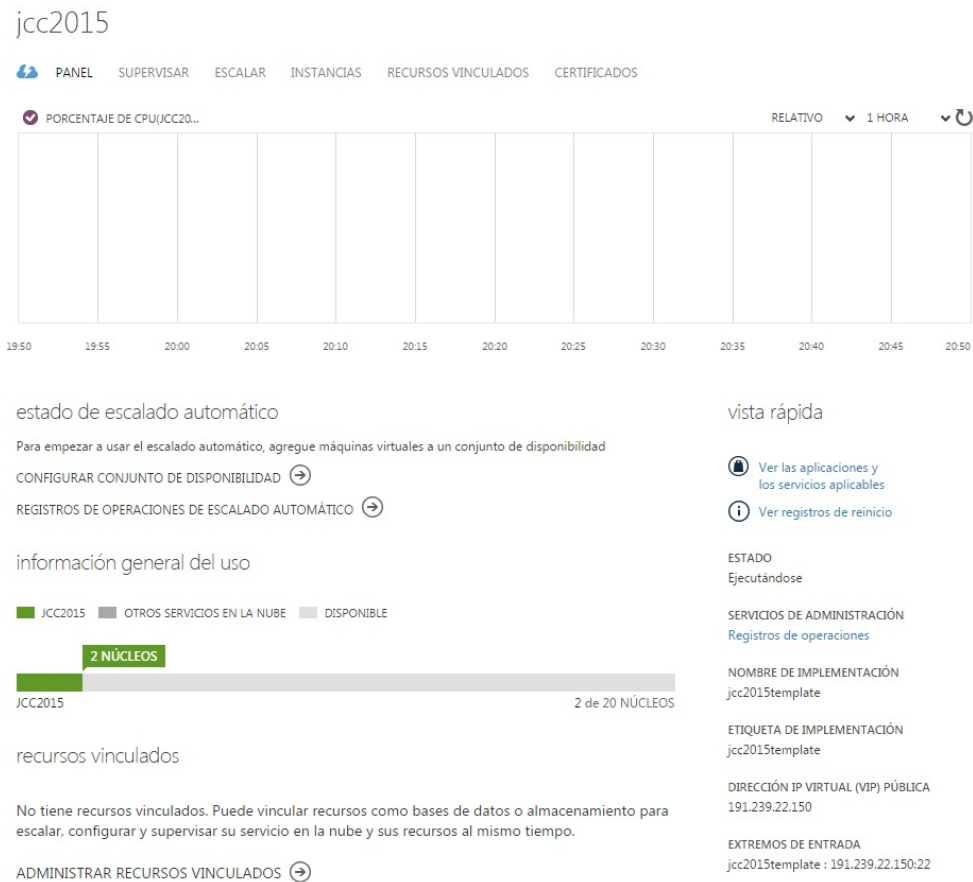 jcc2015
PANEL SUPERVISAR ESCALAR INSTANCIAS RECURSOS VINCULADOS CERTIFICADOS
PORCENTAJE DE CPU(JCC20... RELATIVO 1 HORA
19:50 19:55 20:00 20:05 20:10 20:15 20:20 20:25 20:30 20:35 20:40 20:45 20:50
estado de escalado automático
Para empezar a usar el escalado automático, agregue máquinas virtuales a un conjunto de disponibilidad
CONFIGURAR CONJUNTO DE DISPONIBILIDAD
REGISTROS DE OPERACIONES DE ESCALADO AUTOMÁTICO
información general del uso
JCC2015 OTROS SERVICIOS EN LA NUBE DISPONIBLE
2 NÚCLEOS
JCC2015 2 de 20 NÚCLEOS
recursos vinculados
No tiene recursos vinculados. Puede vincular recursos como bases de datos o almacenamiento para
escalar, configurar y supervisar su servicio en la nube y sus recursos al mismo tiempo.
ADMINISTRAR RECURSOS VINCULADOS
vista rápida
Ver las aplicaciones y
los servicios aplicables
Ver registros de reinicio
ESTADO
Ejecutándose
SERVICIOS DE ADMINISTRACIÓN
Registros de operaciones
NOMBRE DE IMPLEMENTACIÓN
jcc2015template
ETIQUETA DE IMPLEMENTACIÓN
jcc2015template
DIRECCIÓN IP VIRTUAL (VIP) PÚBLICA
191.239.22.150
EXTREMOS DE ENTRADA
jcc2015template : 191.239.22.150:22